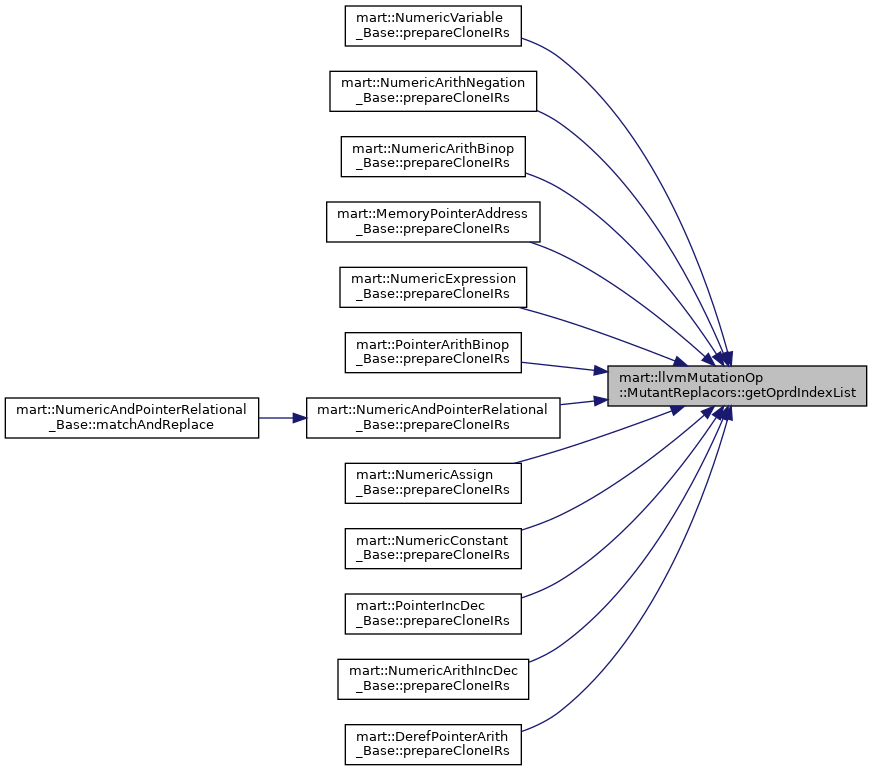 mart::NumericVariable
_Base::prepareCloneIRs
mart::NumericArithNegation
_Base::prepareCloneIRs
mart::NumericArithBinop
_Base::prepareCloneIRs
mart::MemoryPointerAddress
_Base::prepareCloneIRs
mart::NumericExpression
_Base::prepareCloneIRs
mart::PointerArithBinop
_Base::prepareCloneIRs
mart::llvmMutationOp
::MutantReplacors::getOprdIndexList
mart::NumericAndPointerRelational
_Base::matchAndReplace
mart::NumericAndPointerRelational
_Base::prepareCloneIRs
mart::NumericAssign
_Base::prepareCloneIRs
mart::NumericConstant
_Base::prepareCloneIRs
mart::PointerIncDec
_Base::prepareCloneIRs
mart::NumericArithIncDec
_Base::prepareCloneIRs
mart::DerefPointerArith
_Base::prepareCloneIRs